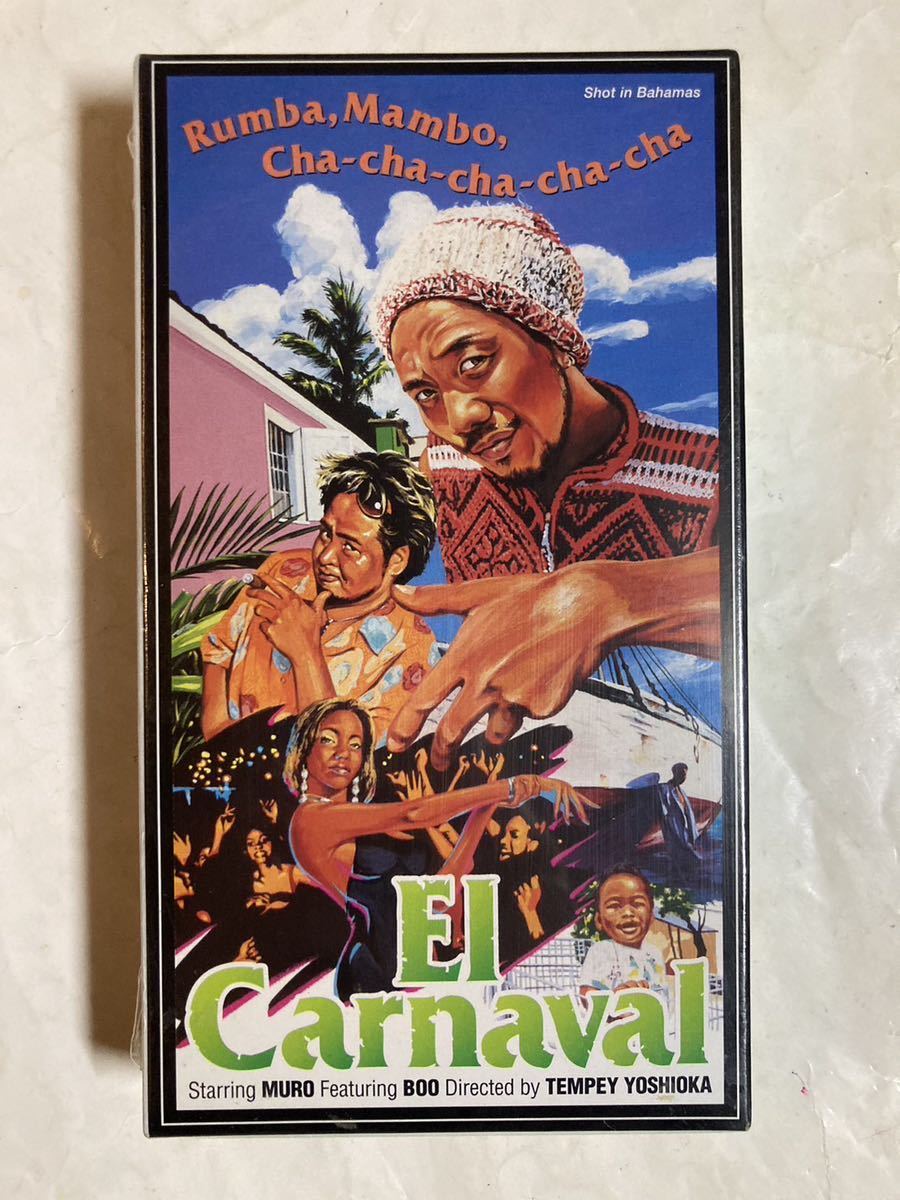 Shot in Bahamas
Rumba, Mambo,
Cha-cha-cha-cha-cha
El
Carnaval
Starring MURO Featuring BOO Directed by TEMPEY YOSHIOKA